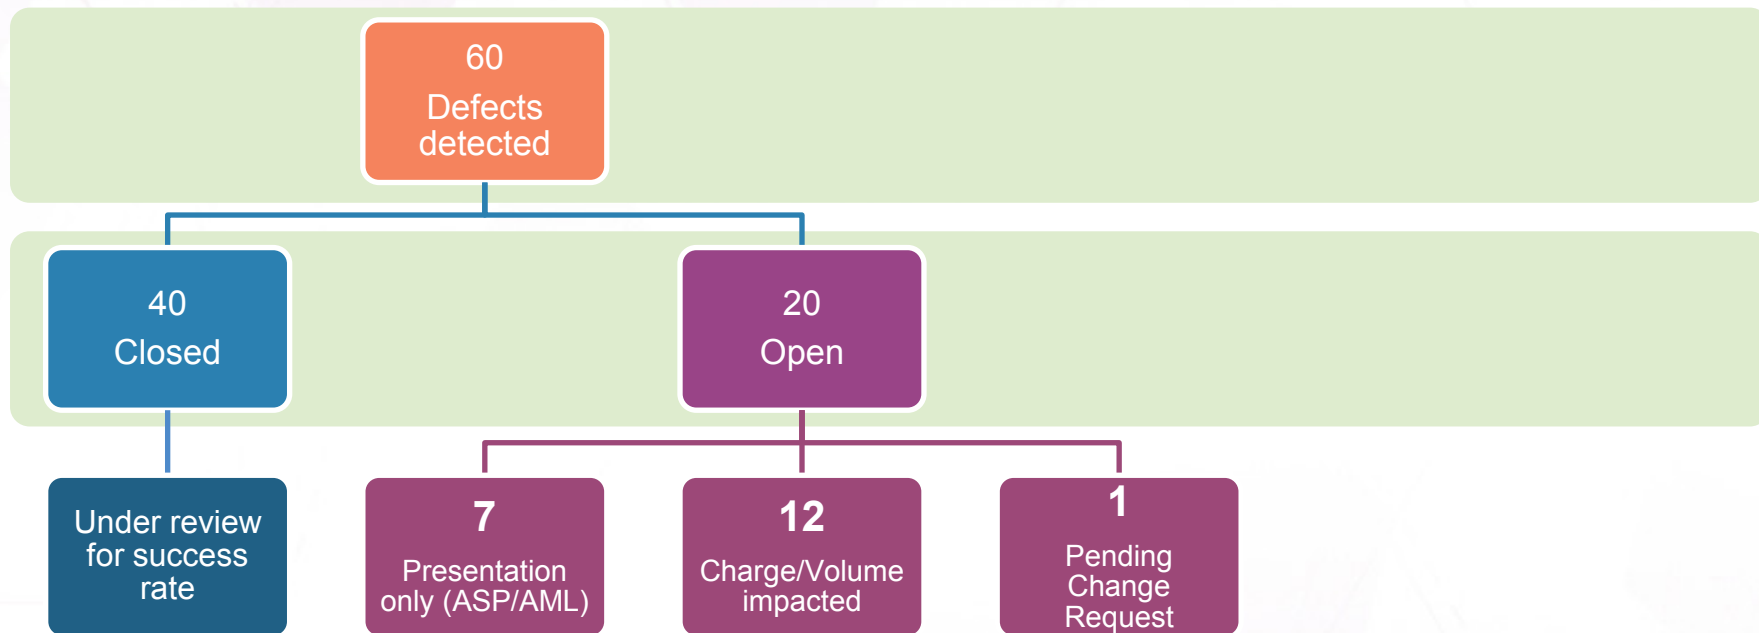 60
Defects
detected
40
Closed
20
Open
Under review
for success
rate
7
Presentation
only (ASP/AML)
12
Charge/Volume
impacted
1
Pending
Change
Request